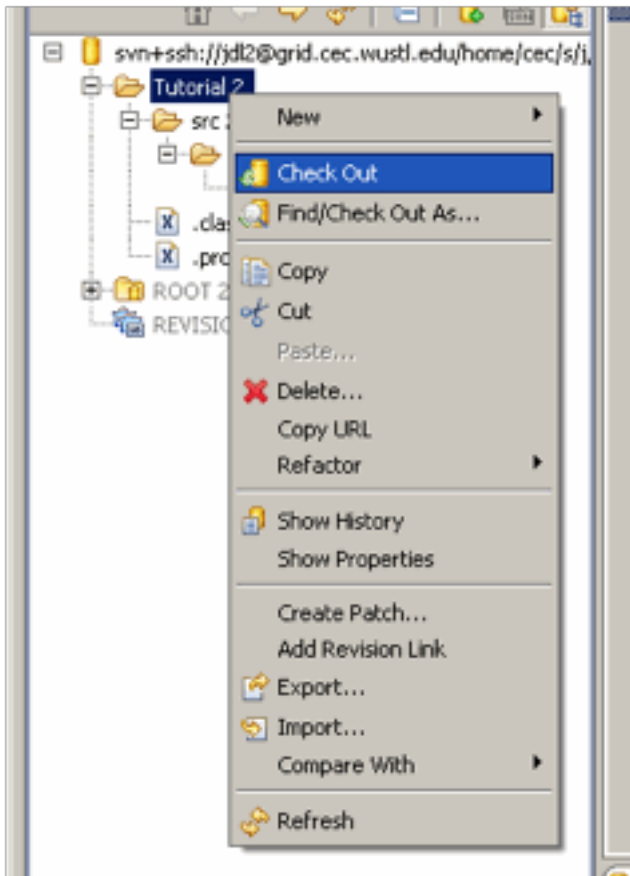 svn+ssh://jdl2@grid.cec.wustl.edu/home/cec/s/j
Tutorial 2
src
.cla
.pro
ROOT 2
REVISIO
New
Check Out
Find/Check Out As...
Copy
Cut
Paste...
Delete...
Copy URL
Refactor
Show History
Show Properties
Create Patch...
Add Revision Link
Export...
Import...
Compare With
Refresh